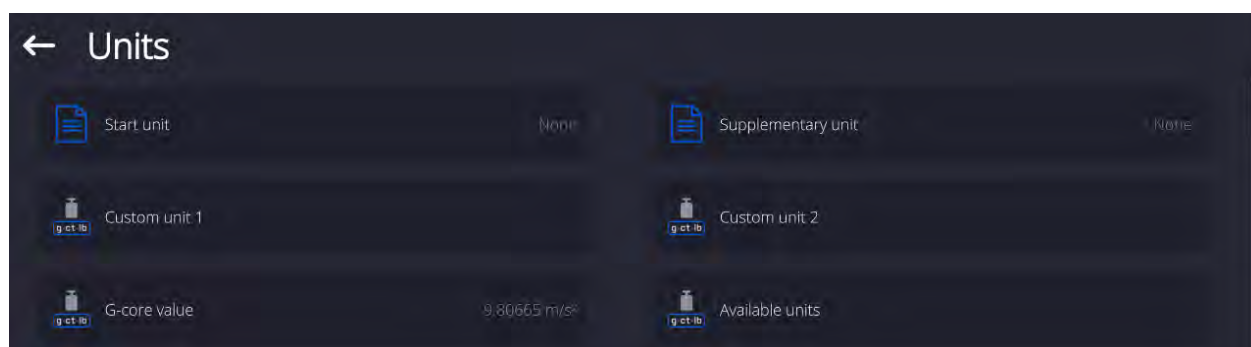 Units
Start unit None
Supplementary unit None
g·ct·lb Custom unit 1
g·ct·lb Custom unit 2
g·ct·lb G-core value 9.80665 m/s²
g·ct·lb Available units